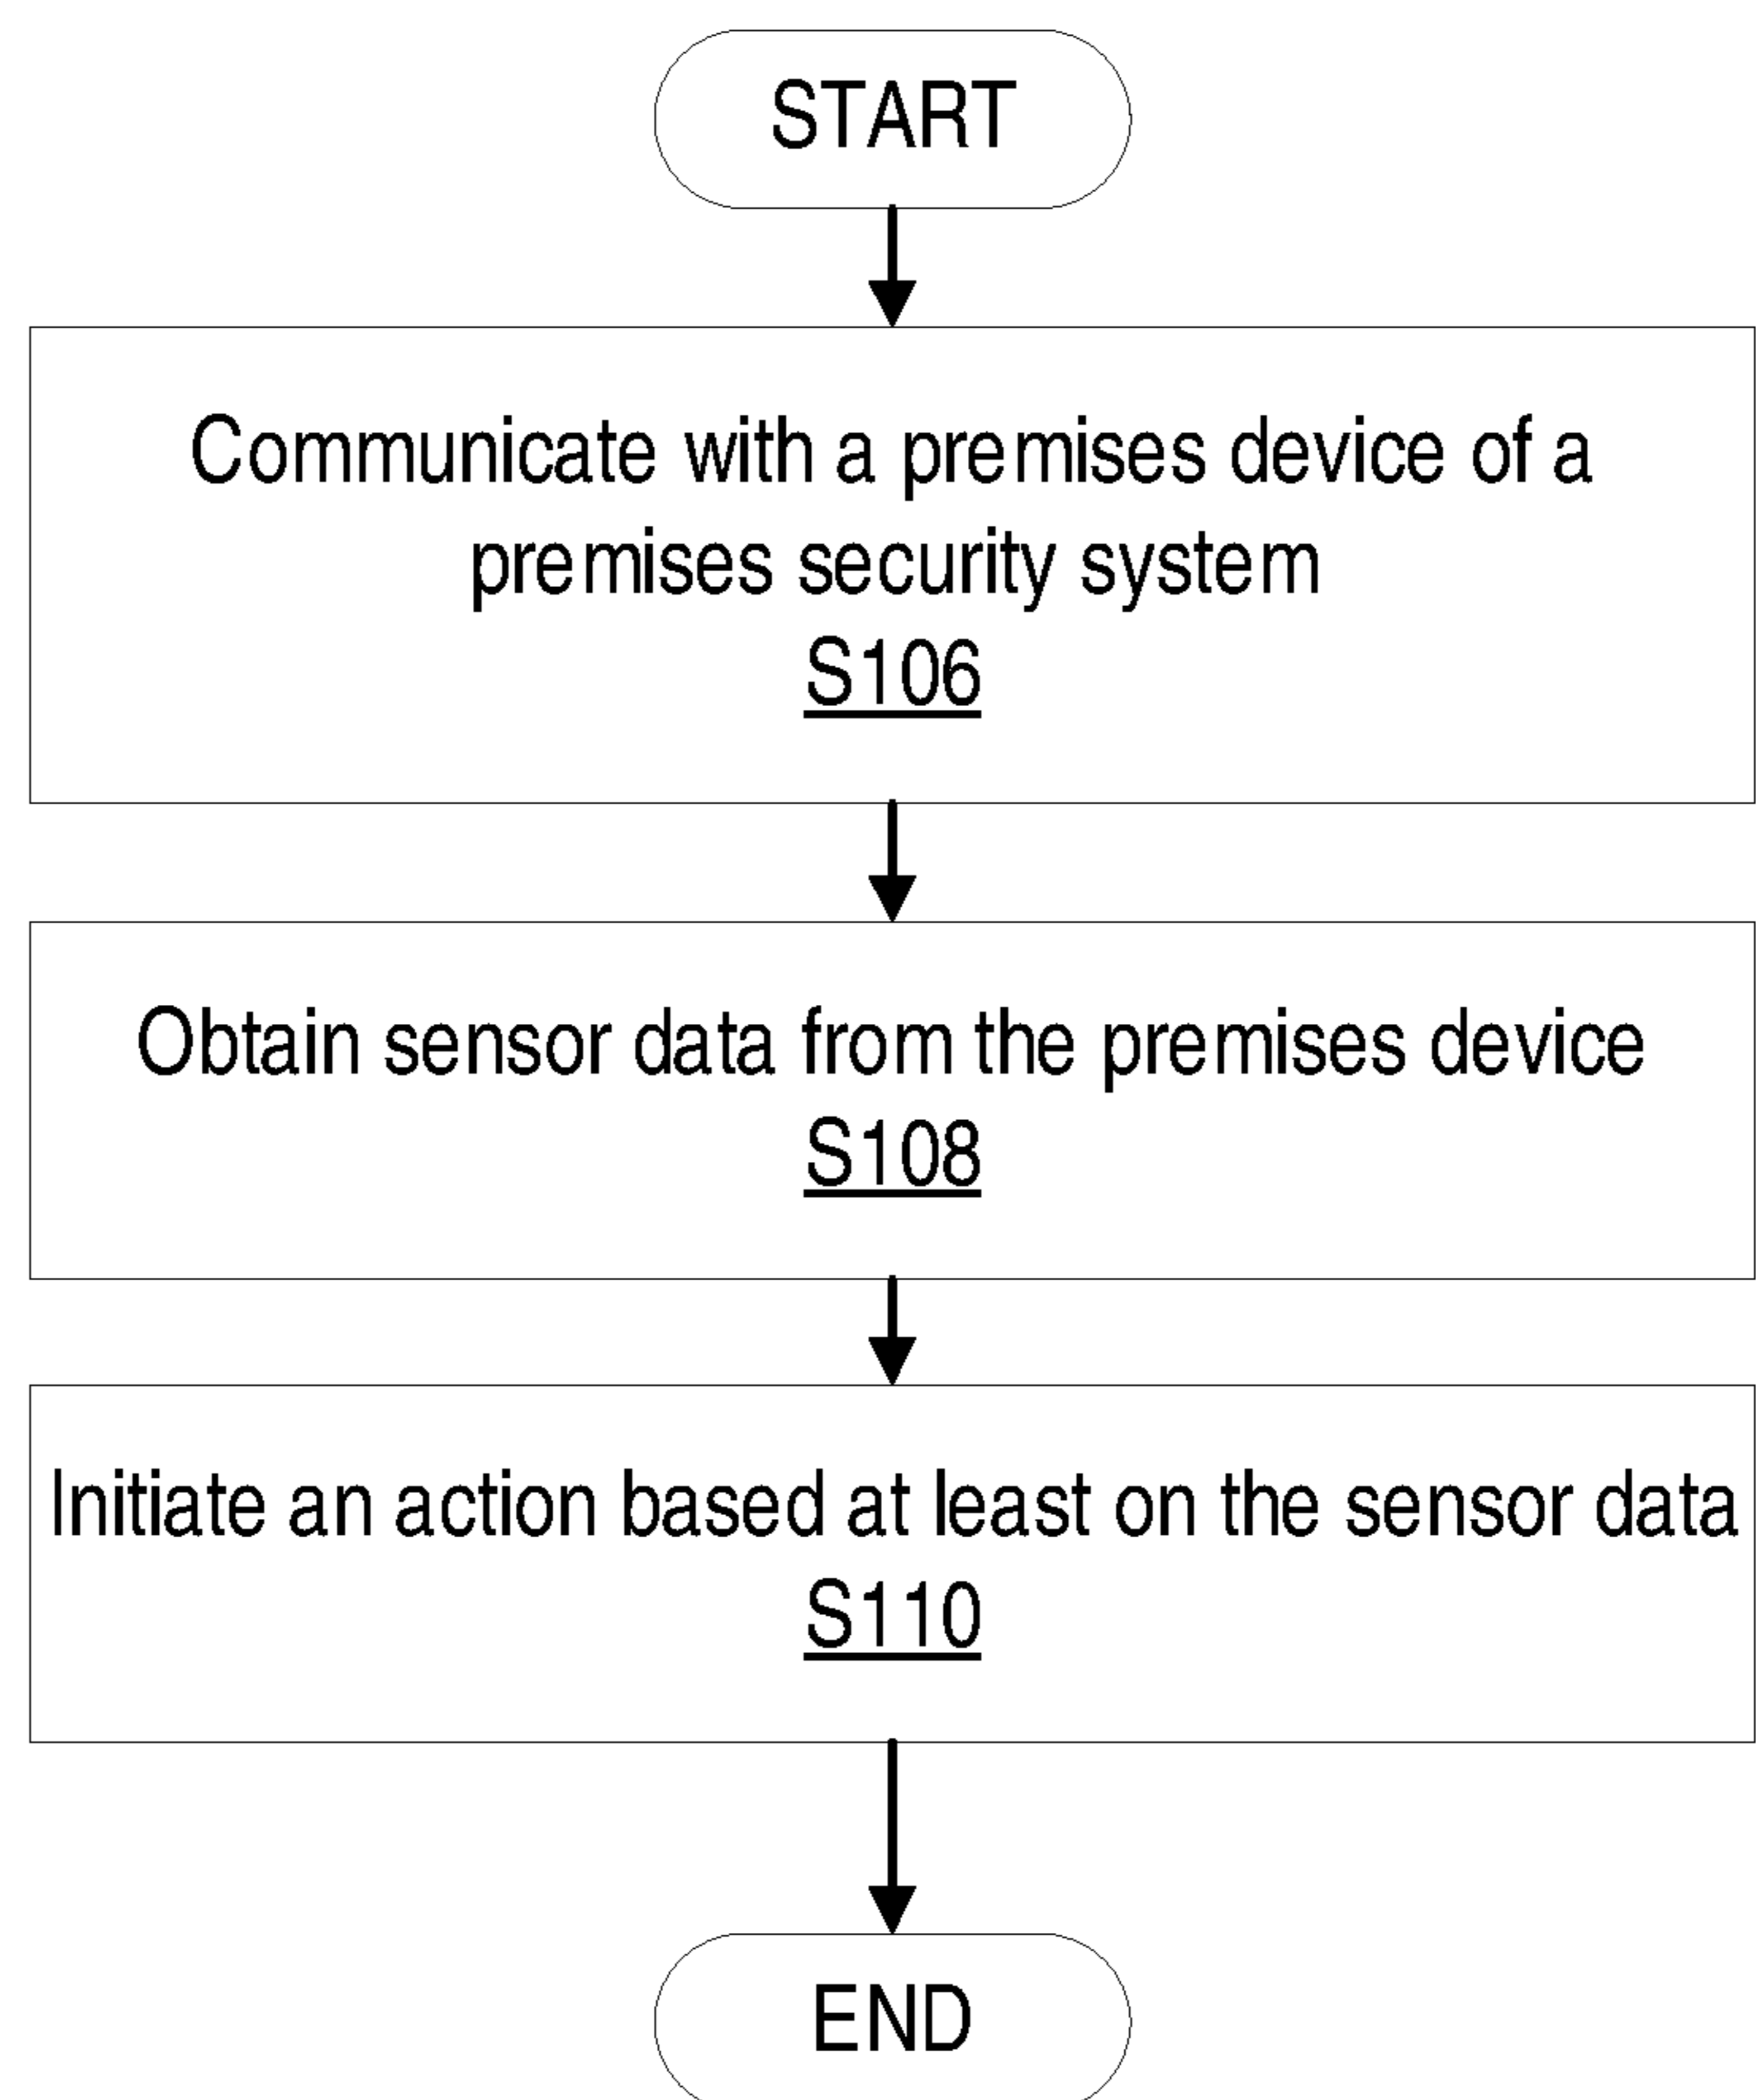 START
Communicate with a premises device of a
premises security system
S106
Obtain sensor data from the premises device
S108
Initiate an action based at least on the sensor data
S110
END